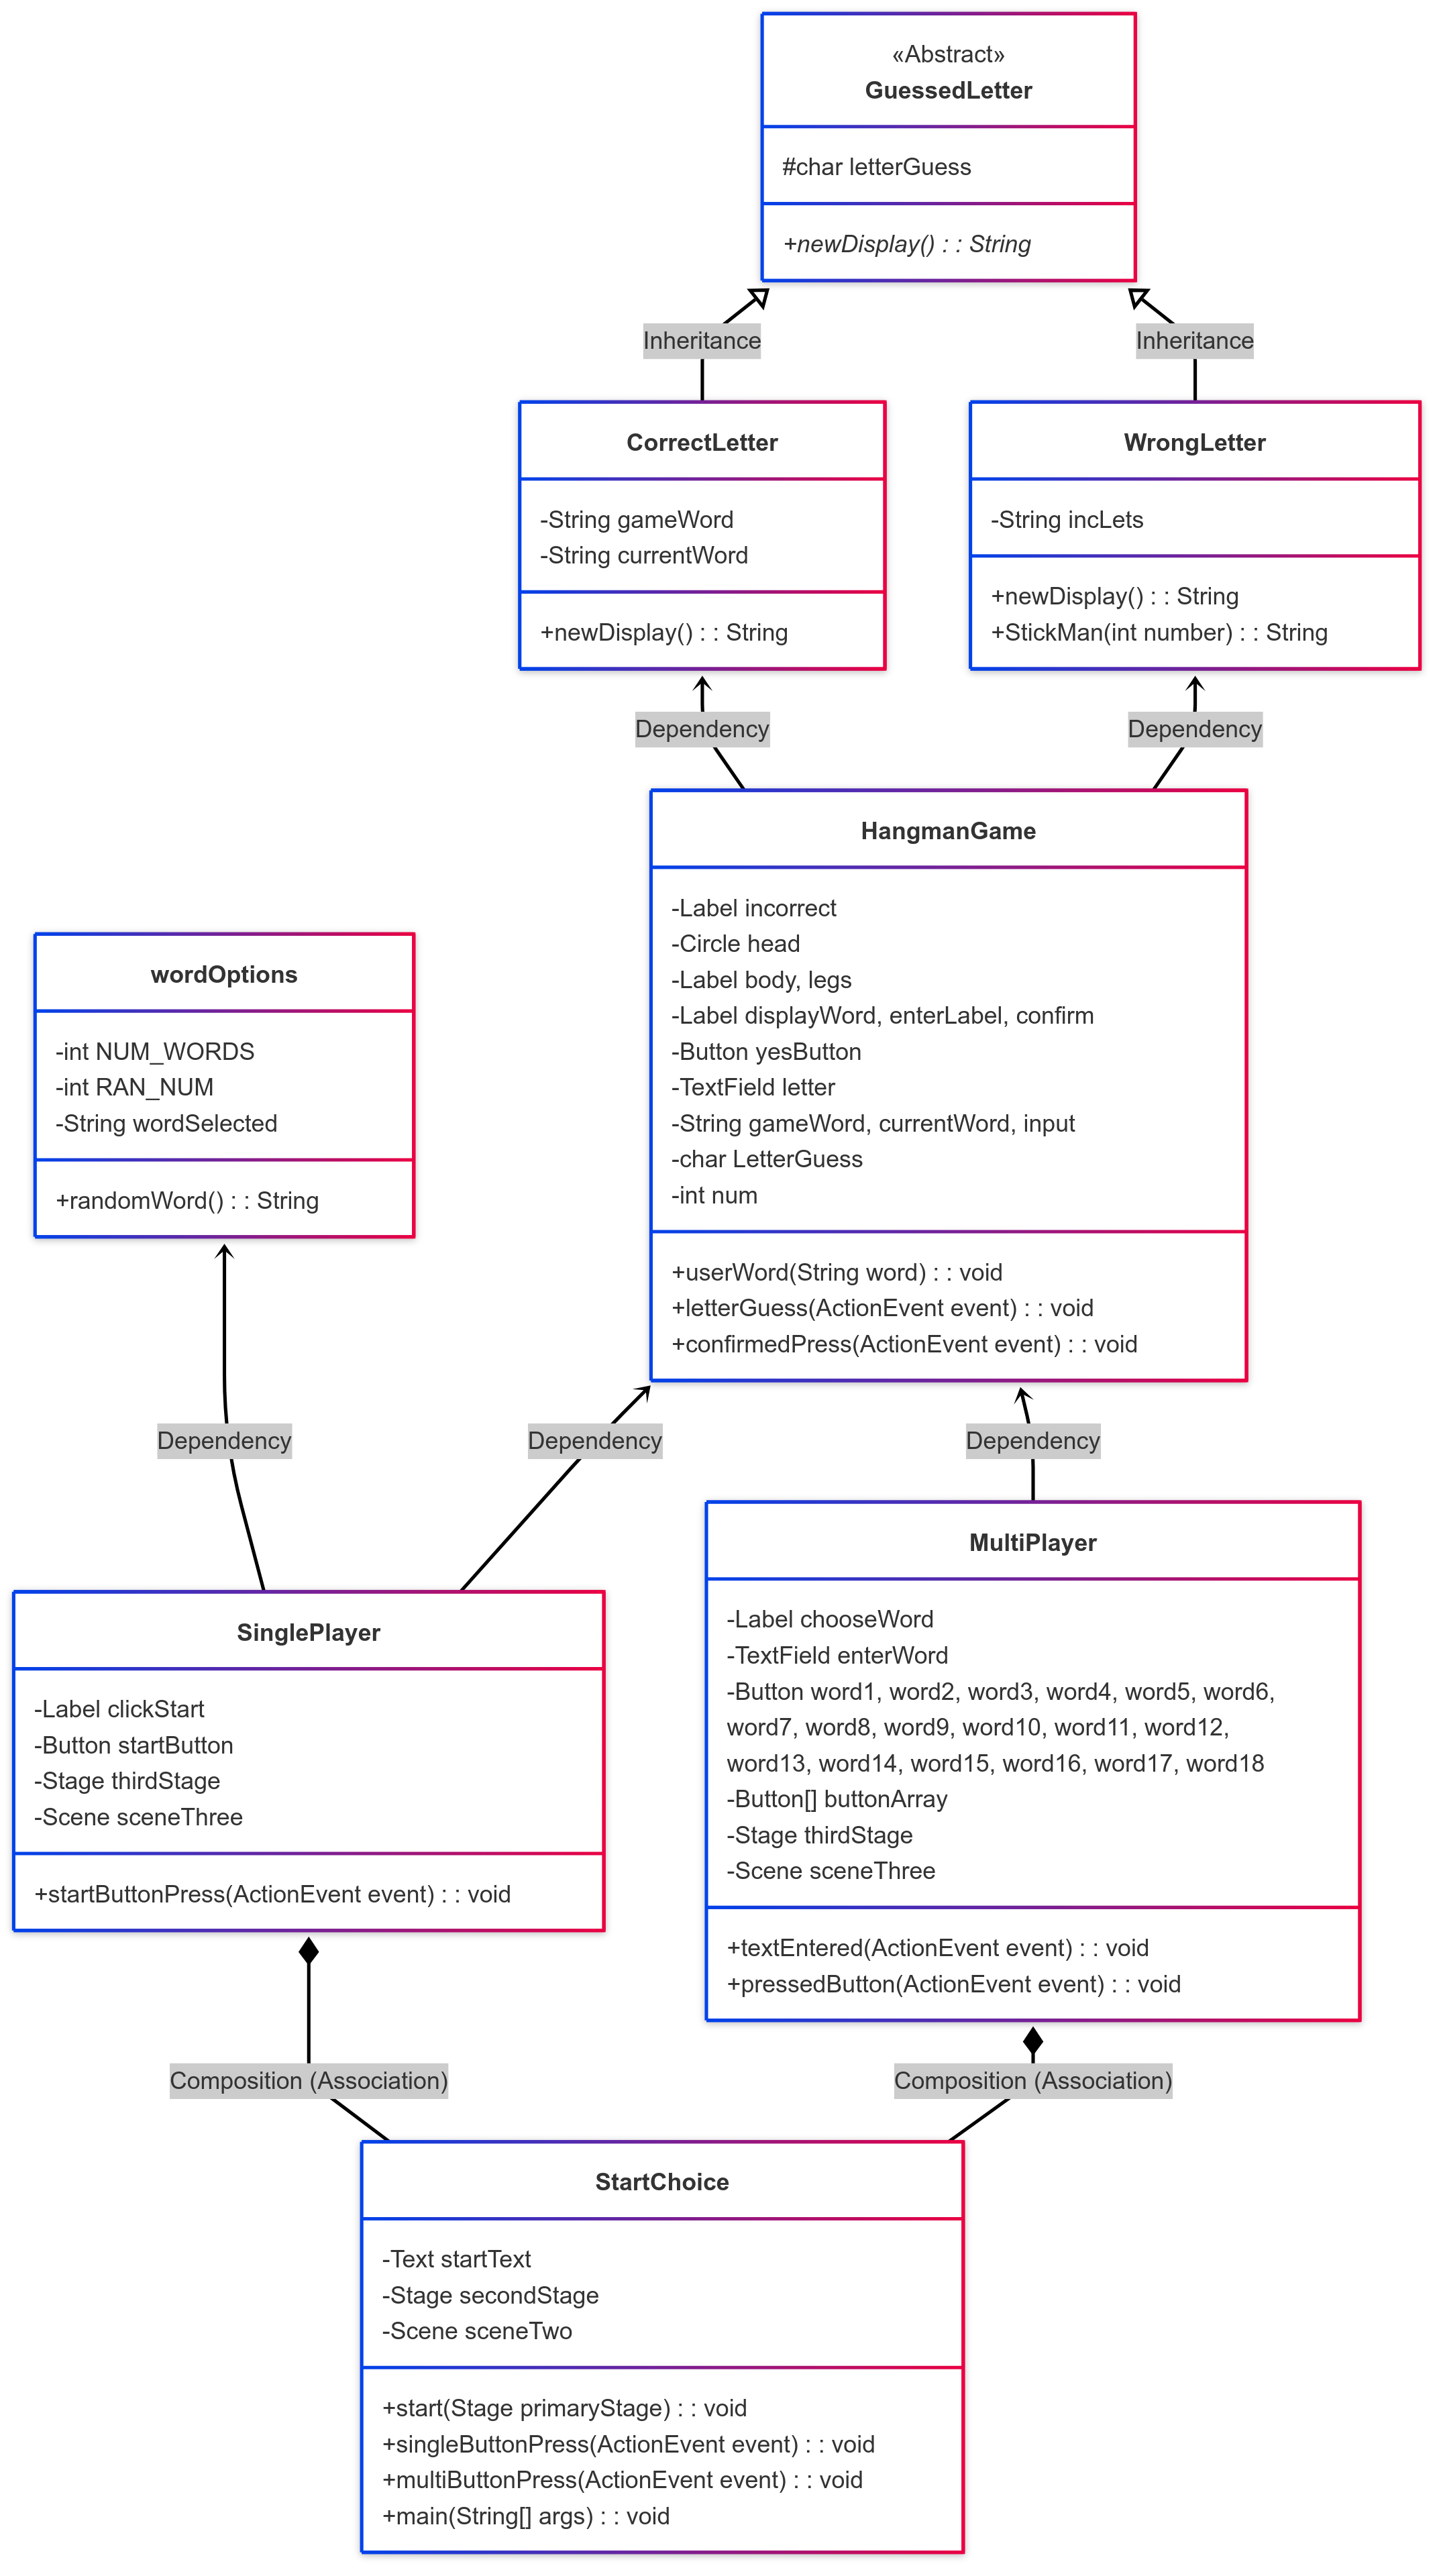 «Abstract»
GuessedLetter
#char letterGuess
+newDisplay() : : String
Inheritance
Inheritance
CorrectLetter
-String gameWord
-String currentWord
+newDisplay() : : String
WrongLetter
-String incLets
+newDisplay() : : String
+StickMan(int number) : : String
Dependency
Dependency
HangmanGame
-Label incorrect
-Circle head
-Label body, legs
-Label displayWord, enterLabel, confirm
-Button yesButton
-TextField letter
-String gameWord, currentWord, input
-char LetterGuess
-int num
+userWord(String word) : : void
+letterGuess(ActionEvent event) : : void
+confirmedPress(ActionEvent event) : : void
wordOptions
-int NUM_WORDS
-int RAN_NUM
-String wordSelected
+randomWord() : : String
Dependency
Dependency
Dependency
SinglePlayer
-Label clickStart
-Button startButton
-Stage thirdStage
-Scene sceneThree
+startButtonPress(ActionEvent event) : : void
MultiPlayer
-Label chooseWord
-TextField enterWord
-Button word1, word2, word3, word4, word5, word6,
word7, word8, word9, word10, word11, word12,
word13, word14, word15, word16, word17, word18
-Button[] buttonArray
-Stage thirdStage
-Scene sceneThree
+textEntered(ActionEvent event) : : void
+pressedButton(ActionEvent event) : : void
Composition (Association)
Composition (Association)
StartChoice
-Text startText
-Stage secondStage
-Scene sceneTwo
+start(Stage primaryStage) : : void
+singleButtonPress(ActionEvent event) : : void
+multiButtonPress(ActionEvent event) : : void
+main(String[] args) : : void